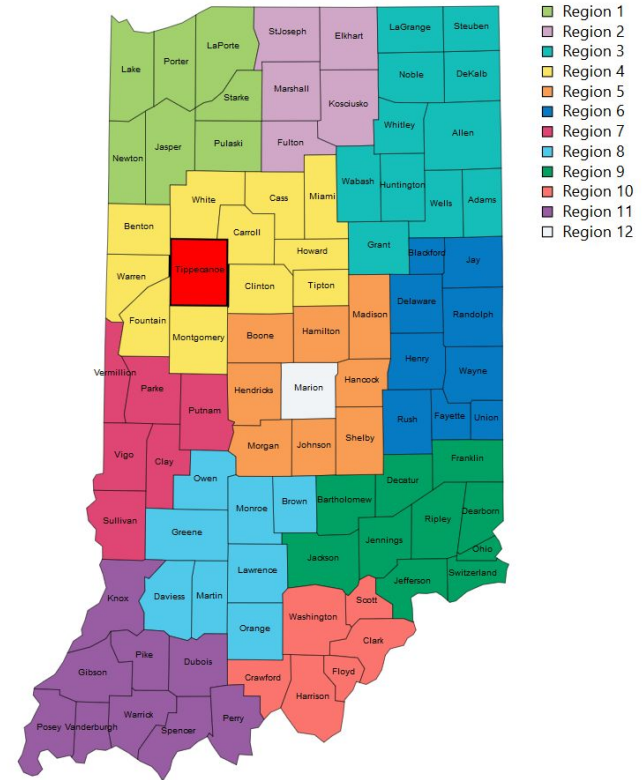 Region 1
Region 2
Region 3
Region 4
Region 5
Region 6
Region 7
Region 8
Region 9
Region 10
Region 11
Region 12
StJoseph
Elkhart
LaGrange
Steuben
LaPorte
Porter
Lake
Noble
DeKalb
Marshall
Starke
Kosciusko
Whitley
Allen
Pulaski
Fulton
Jasper
Newton
Wabash
Huntington
Wells
Adams
White
Cass
Miami
Benton
Carroll
Grant
Howard
Blackford
Jay
Tippecanoe
Warren
Clinton
Tipton
Delaware
Randolph
Madison
Fountain
Montgomery
Boone
Hamilton
Henry
Wayne
Vermillion
Parke
Hendricks
Marion
Hancock
Putnam
Rush
Fayette
Union
Morgan
Johnson
Shelby
Vigo
Clay
Franklin
Owen
Decatur
Monroe
Brown
Bartholomew
Sullivan
Ripley
Dearborn
Greene
Jennings
Ohio
Jackson
Lawrence
Switzerland
Jefferson
Knox
Daviess
Martin
Scott
Washington
Orange
Clark
Pike
Dubois
Gibson
Floyd
Crawford
Harrison
Warrick
Perry
Posey
Vanderburgh
Spencer